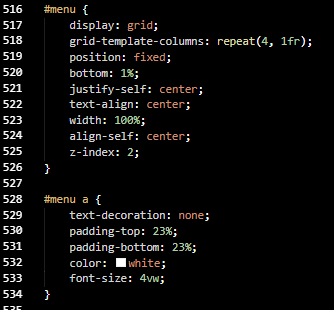 516 #menu {
517 display: grid;
518 grid-template-columns: repeat(4, 1fr);
519 position: fixed;
520 bottom: 1%;
521 justify-self: center;
522 text-align: center;
523 width: 100%;
524 align-self: center;
525 z-index: 2;
526 }
527
528 #menu a {
529 text-decoration: none;
530 padding-top: 23%;
531 padding-bottom: 23%;
532 color: white;
533 font-size: 4vw;
534 }